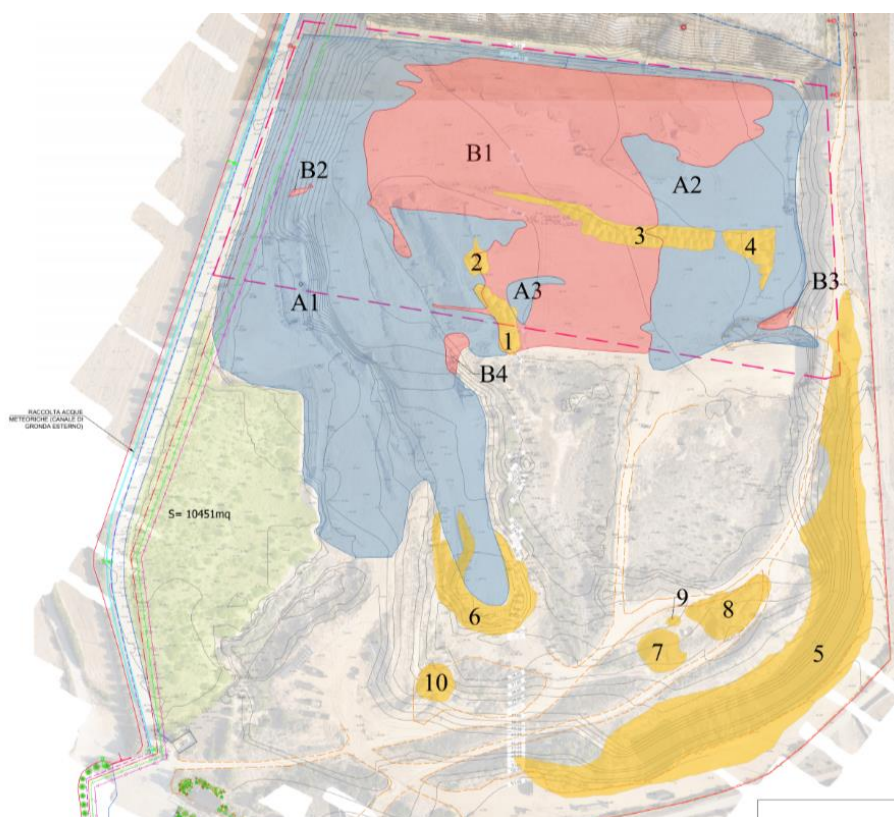 B1
B2
A2
3
4
2
B3
A1
A3
1
B4
RACCOLTA ACQUE
METEORICHE (CANALE DI
GRONDA ESTERNO)
S= 10451mq
9
8
6
7
5
10